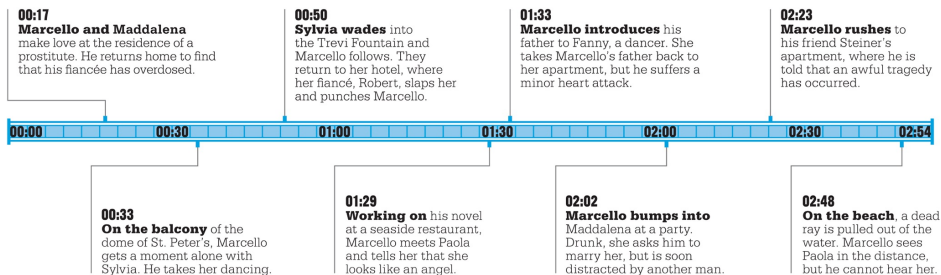 00:17
Marcello and Maddalena
make love at the residence of a
prostitute. He returns home to find
that his fiancée has overdosed.
00:50
Sylvia wades into
the Trevi Fountain and
Marcello follows. They
return to her hotel, where
her fiancé, Robert, slaps her
and punches Marcello.
01:33
Marcello introduces his
father to Fanny, a dancer. She
takes Marcello's father back to
her apartment, but he suffers a
minor heart attack.
02:23
Marcello rushes to
his friend Steiner's
apartment, where he is
told that an awful tragedy
has occurred.
00:00 00:30 01:00 01:30 02:00 02:30 02:54
00:33
On the balcony of the
dome of St. Peter's, Marcello
gets a moment alone with
Sylvia. He takes her dancing.
01:29
Working on his novel
at a seaside restaurant,
Marcello meets Paola
and tells her that she
looks like an angel.
02:02
Marcello bumps into
Maddalena at a party.
Drunk, she asks him to
marry her, but is soon
distracted by another man.
02:48
On the beach, a dead
ray is pulled out of the
water. Marcello sees
Paola in the distance,
but he cannot hear her.